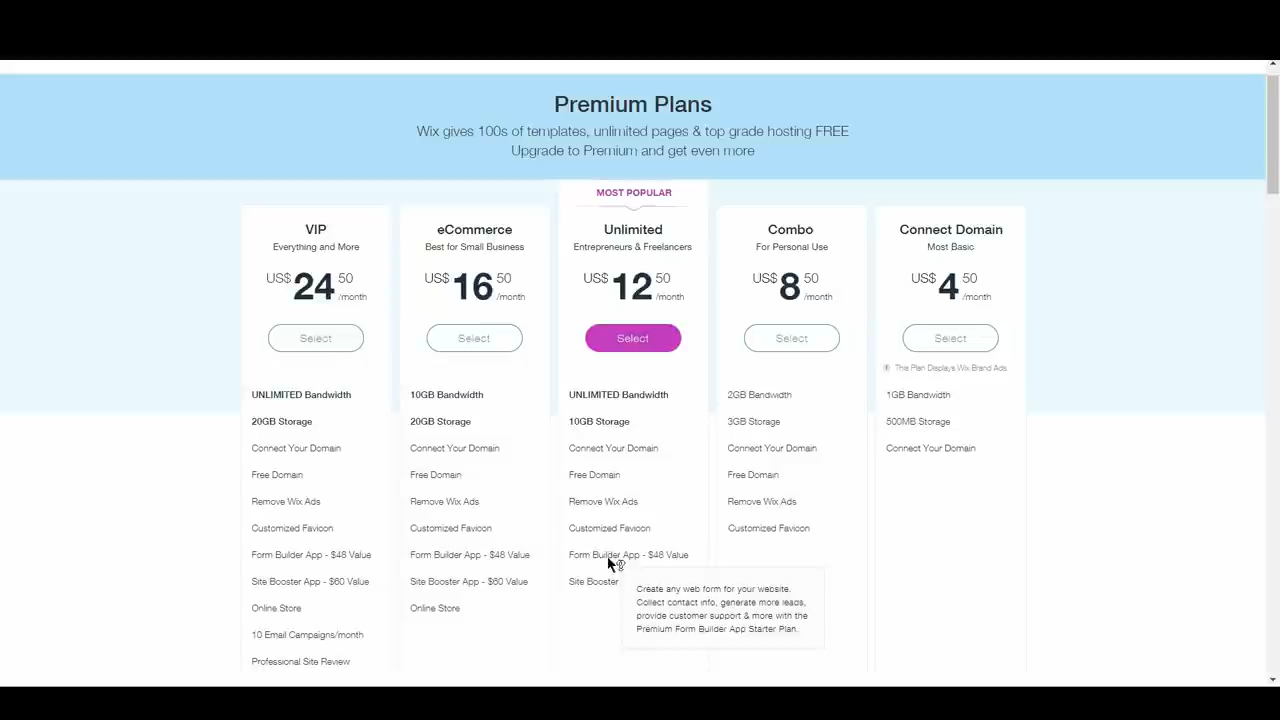 Premium Plans
Wix gives 100s of templates, unlimited pages & top grade hosting FREE
Upgrade to Premium and get even more
VIP
Everything and More
US$ 24 50 /month
Select
UNLIMITED Bandwidth
20GB Storage
Connect Your Domain
Free Domain
Remove Wix Ads
Customized Favicon
Form Builder App - $48 Value
Site Booster App - $60 Value
Online Store
10 Email Campaigns/month
Professional Site Review
eCommerce
Best for Small Business
US$ 16 50 /month
Select
10GB Bandwidth
20GB Storage
Connect Your Domain
Free Domain
Remove Wix Ads
Customized Favicon
Form Builder App - $48 Value
Site Booster App - $60 Value
Online Store
MOST POPULAR
Unlimited
Entrepreneurs & Freelancers
US$ 12 50 /month
Select
UNLIMITED Bandwidth
10GB Storage
Connect Your Domain
Free Domain
Remove Wix Ads
Customized Favicon
Form Builder App - $48 Value
Site Booster
Create any web form for your website.
Collect contact info, generate more leads,
provide customer support & more with the
Premium Form Builder App Starter Plan.
Combo
For Personal Use
US$ 8 50 /month
Select
2GB Bandwidth
3GB Storage
Connect Your Domain
Free Domain
Remove Wix Ads
Customized Favicon
Connect Domain
Most Basic
US$ 4 50 /month
Select
This Plan Displays Wix Brand Ads
1GB Bandwidth
500MB Storage
Connect Your Domain